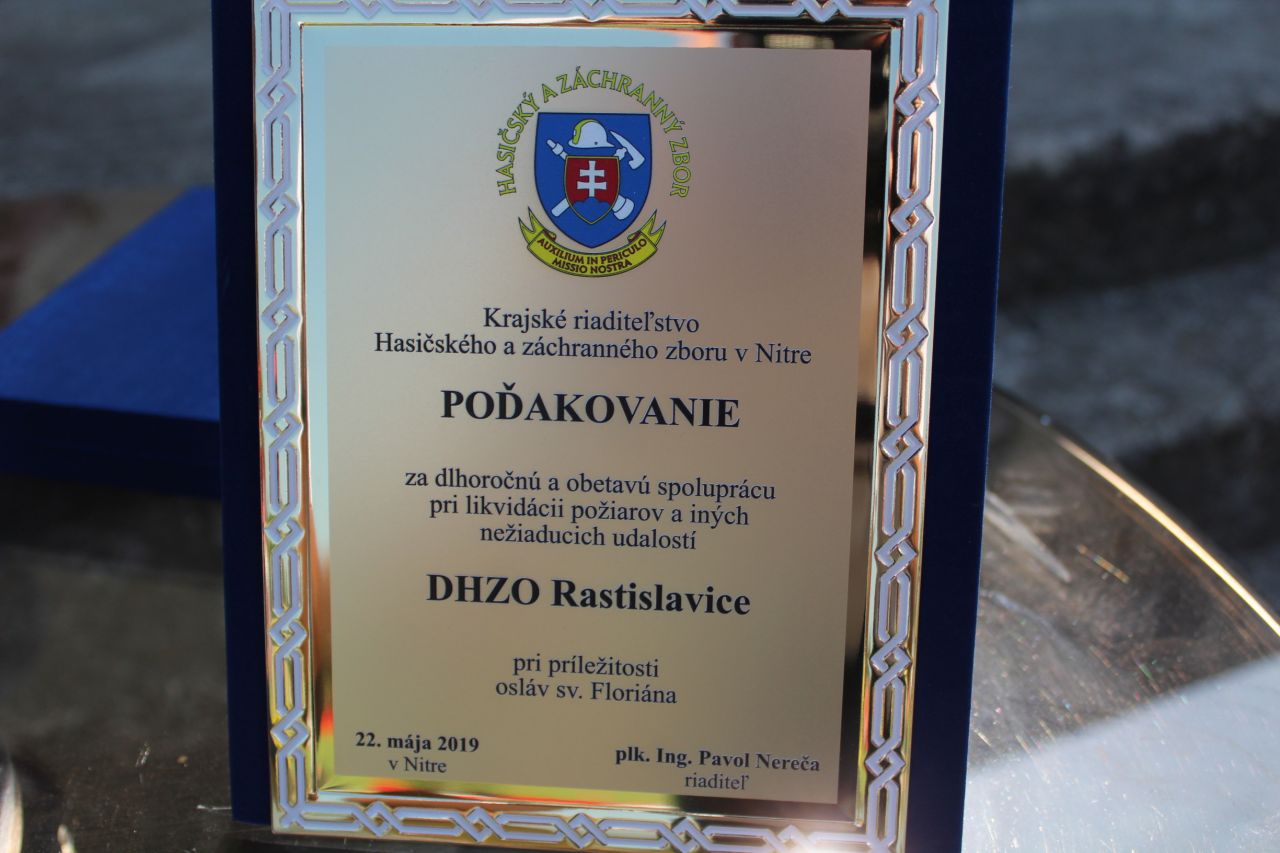 HASIČSKÝ A ZÁCHRANNÝ ZBOR
AUXILIUM IN PERICULO
MISSIO NOSTRA
Krajské riaditeľstvo
Hasičského a záchranného zboru v Nitre
POĎAKOVANIE
za dlhoročnú a obetavú spoluprácu
pri likvidácii požiarov a iných
nežiaducich udalostí
DHZO Rastislavice
pri príležitosti
osláv sv. Floriána
22. mája 2019
v Nitre
plk. Ing. Pavol Nereča
riaditeľ